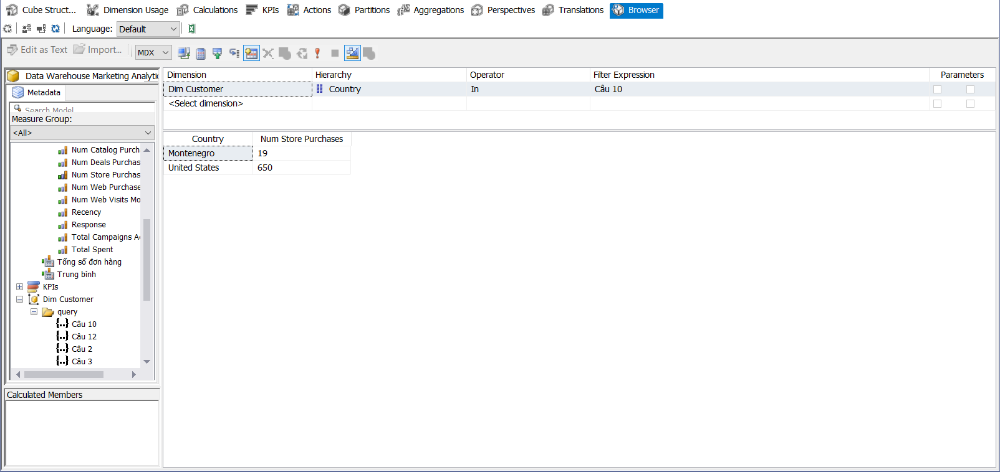 Cube Struct... Dimension Usage Calculations KPIs Actions Partitions Aggregations Perspectives Translations Browser
Language: Default
Edit as Text Import... MDX
Data Warehouse Marketing Analytic
Metadata
Search Model
Measure Group:
<All>
Num Catalog Purch
Num Deals Purchas
Num Store Purchas
Num Web Purchase
Num Web Visits Mo
Recency
Response
Total Campaigns Ac
Total Spent
Tổng số đơn hàng
Trung bình
KPIs
Dim Customer
query
Câu 10
Câu 12
Câu 2
Câu 3
Calculated Members
Dimension Hierarchy Operator Filter Expression Parameters
Dim Customer Country In Câu 10
<Select dimension>
Country Num Store Purchases
Montenegro 19
United States 650